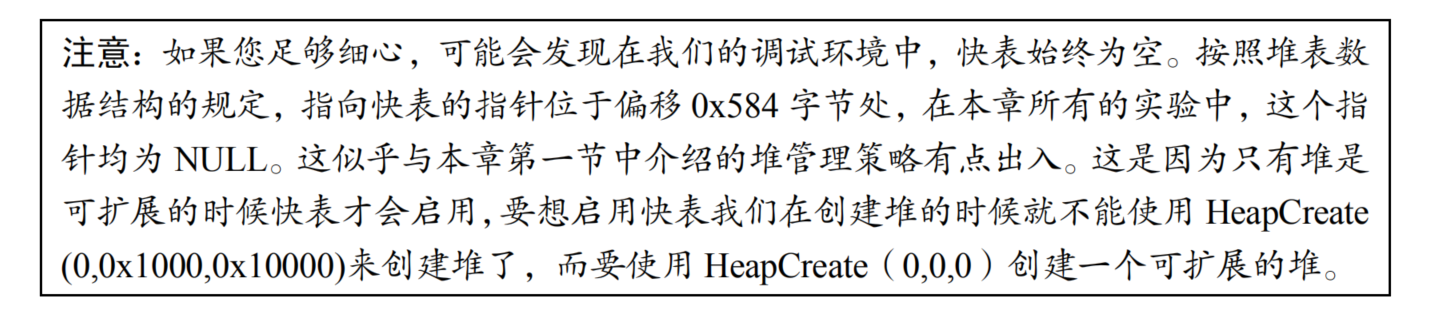 注意：如果您足够细心，可能会发现在我们的调试环境中，快表始终为空。按照堆表数
据结构的规定，指向快表的指针位于偏移 0x584 字节处，在本章所有的实验中，这个指
针均为 NULL。这似乎与本章第一节中介绍的堆管理策略有点出入。这是因为只有堆是
可扩展的时候快表才会启用，要想启用快表我们在创建堆的时候就不能使用 HeapCreate
(0,0x1000,0x10000)来创建堆了，而要使用 HeapCreate（0,0,0）创建一个可扩展的堆。